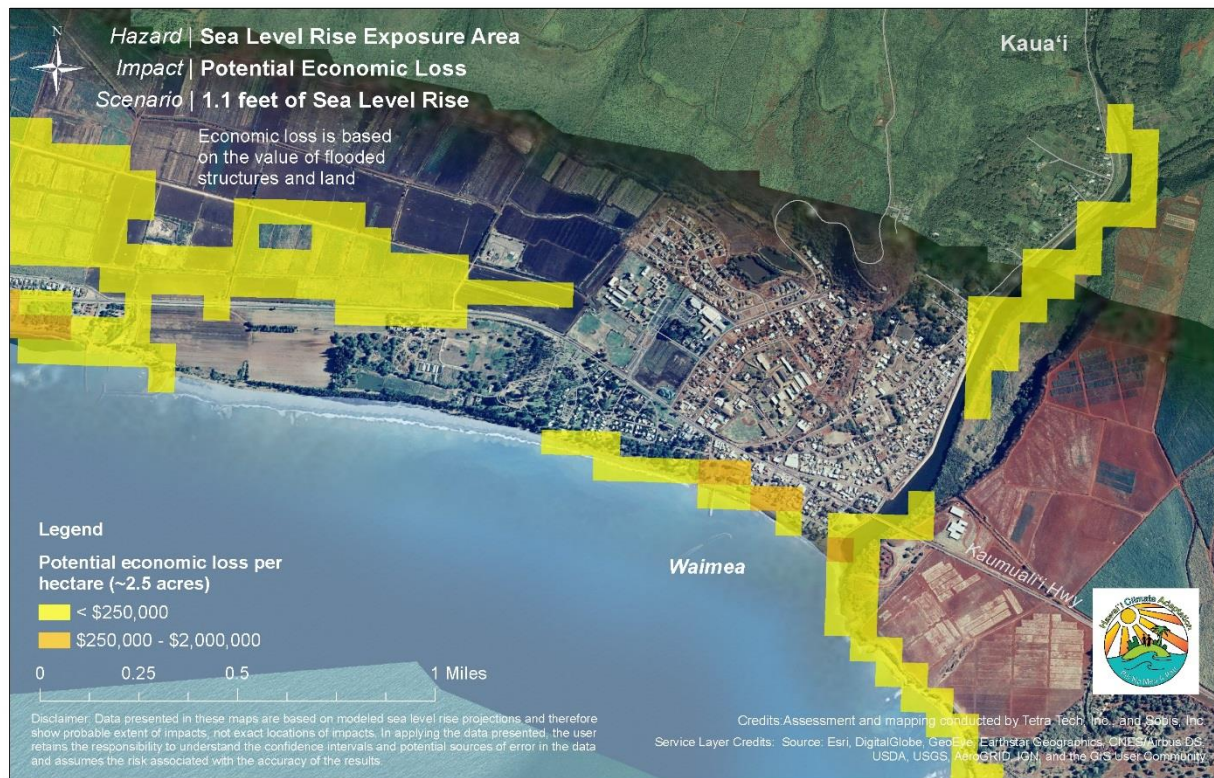 N
Hazard | Sea Level Rise Exposure Area
Impact | Potential Economic Loss
Scenario | 1.1 feet of Sea Level Rise
Economic loss is based
on the value of flooded
structures and land
Kauaʻi
Waimea
Kaumualiʻi Hwy
Legend
Potential economic loss per
hectare (~2.5 acres)
< $250,000
$250,000 - $2,000,000
0 0.25 0.5 1 Miles
Disclaimer: Data presented in these maps are based on modeled sea level rise projections and therefore
show probable extent of impacts, not exact locations of impacts. In applying the data presented, the user
retains the responsibility to understand the confidence intervals and potential sources of error in the data
and assumes the risk associated with the accuracy of the results.
Hawaiʻi Climate Adaptation
Credits: Assessment and mapping conducted by Tetra Tech, Inc., and Sobis, Inc.
Service Layer Credits: Source: Esri, DigitalGlobe, GeoEye, Earthstar Geographics, CNES/Airbus DS,
USDA, USGS, AeroGRID, IGN, and the GIS User Community